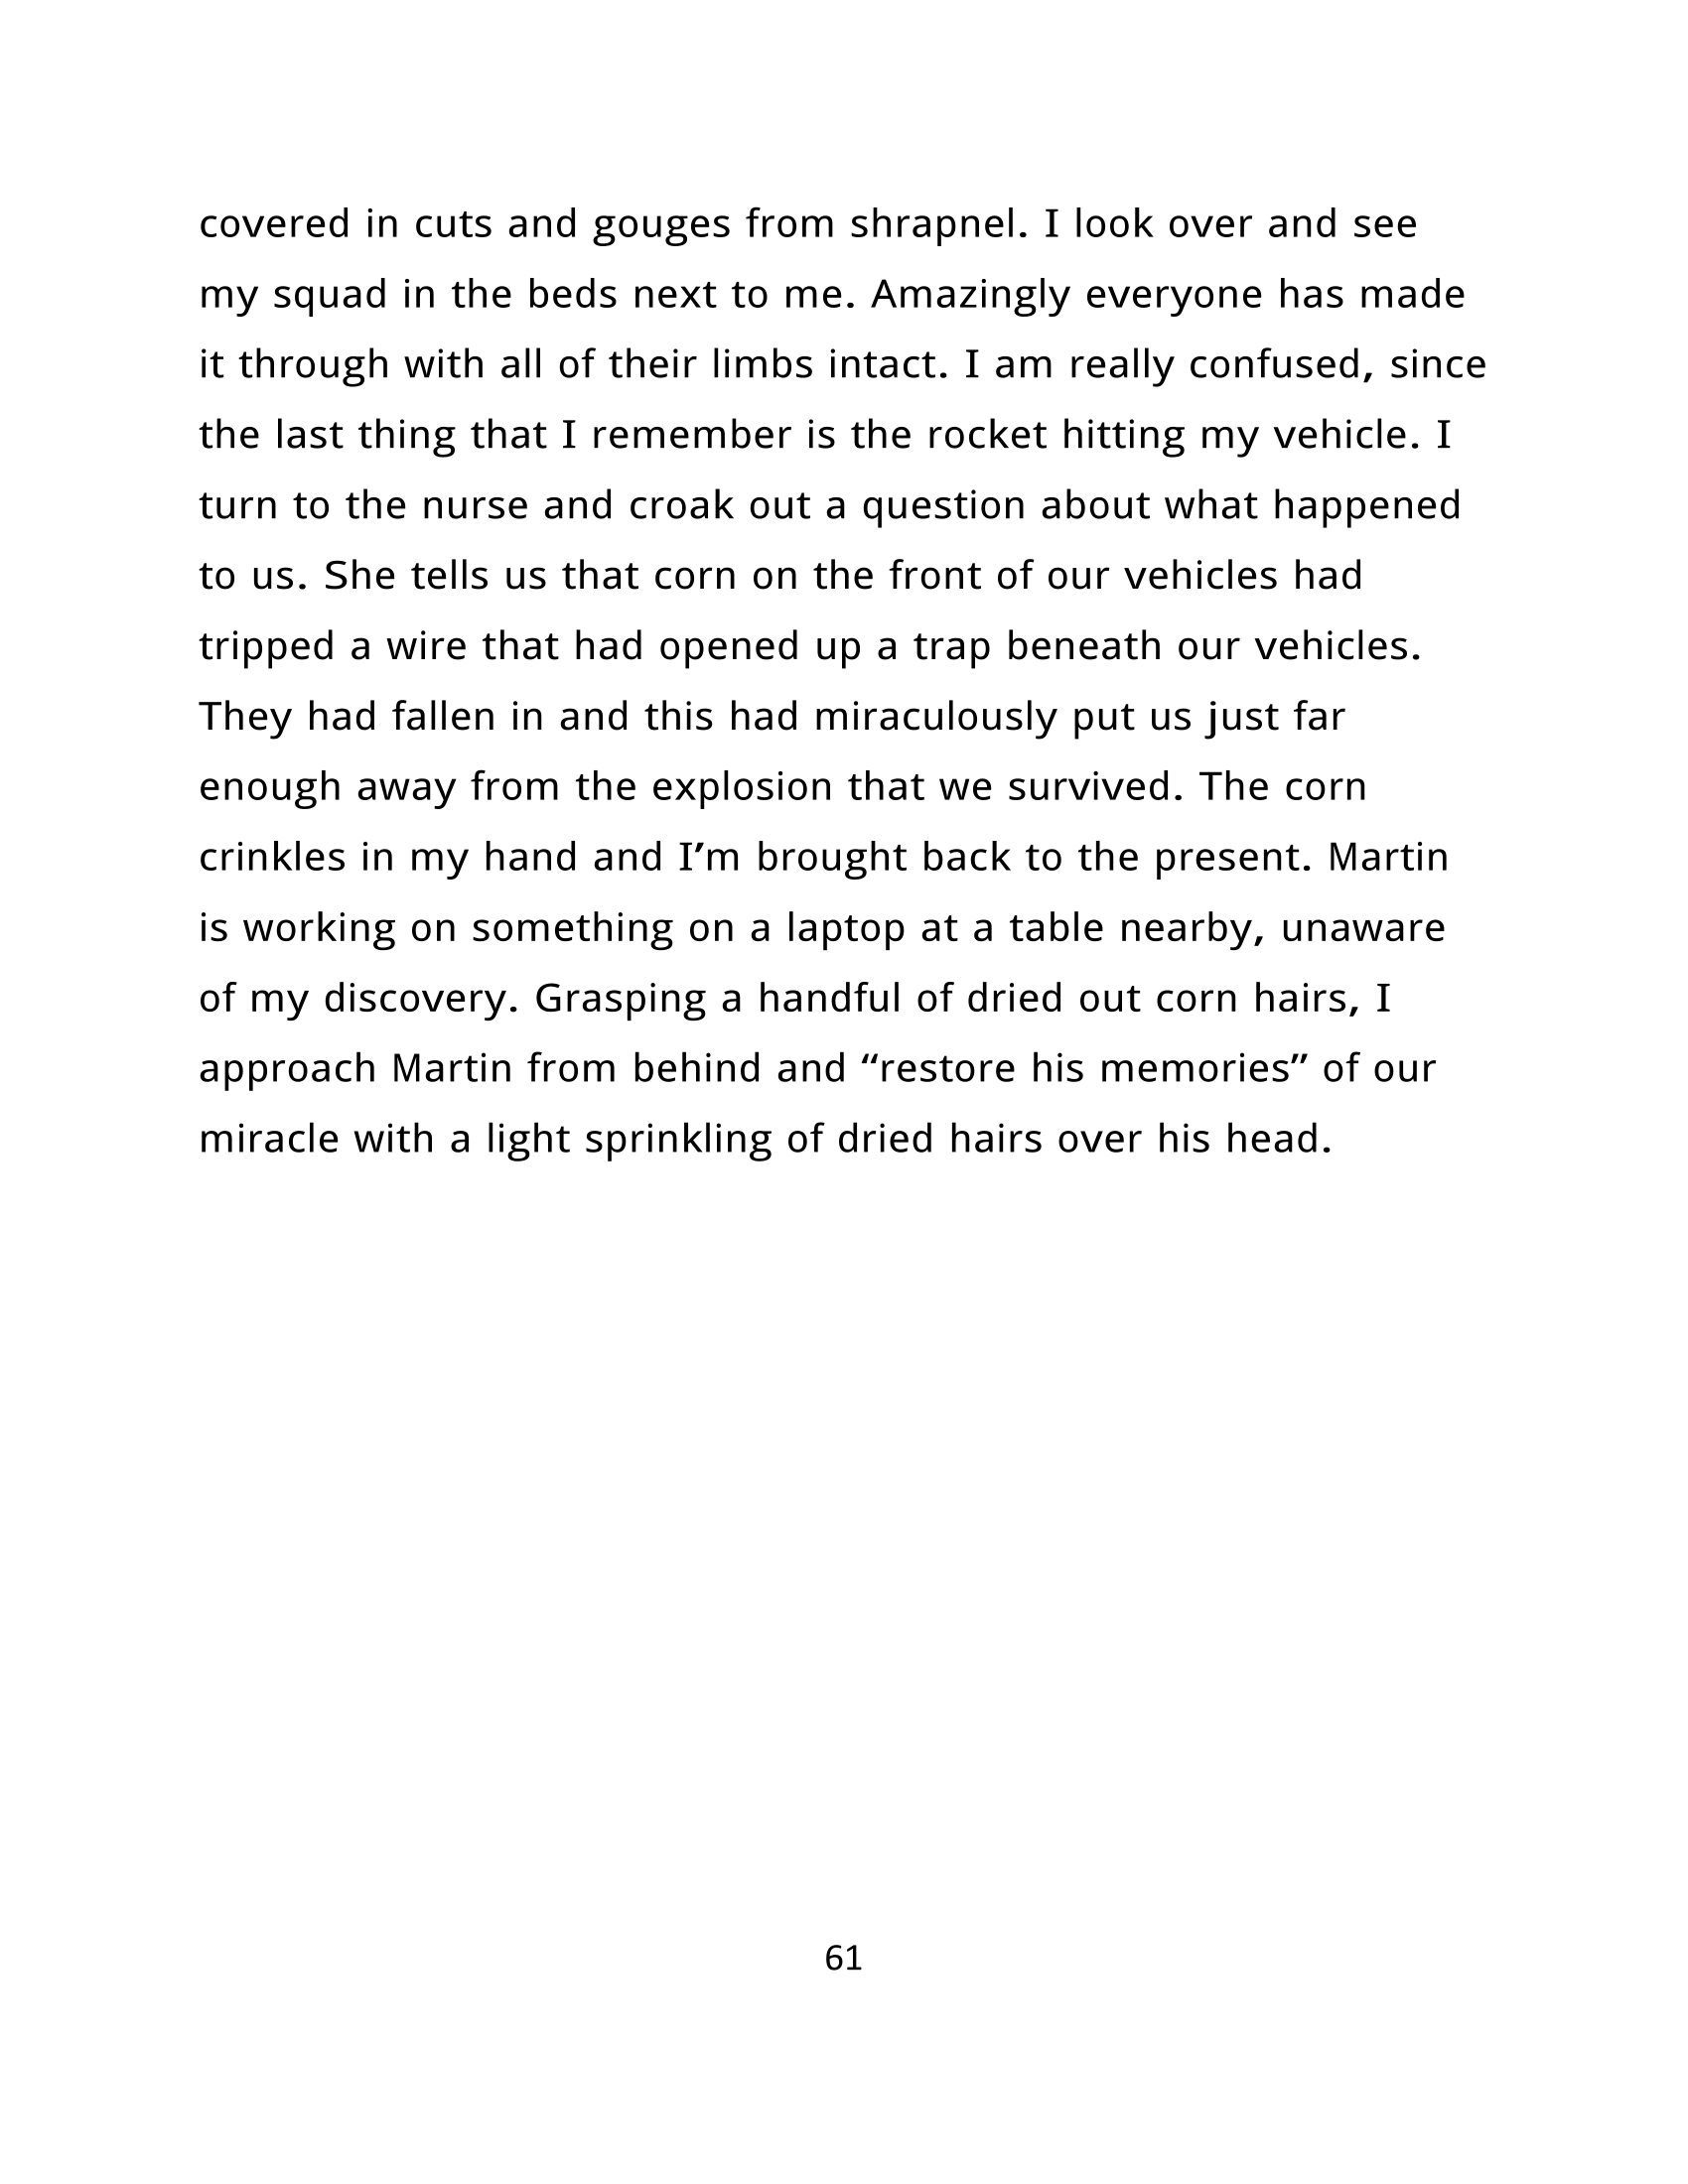 covered in cuts and gouges from shrapnel. I look over and see
my squad in the beds next to me. Amazingly everyone has made
it through with all of their limbs intact. I am really confused, since
the last thing that I remember is the rocket hitting my vehicle. I
turn to the nurse and croak out a question about what happened
to us. She tells us that corn on the front of our vehicles had
tripped a wire that had opened up a trap beneath our vehicles.
They had fallen in and this had miraculously put us just far
enough away from the explosion that we survived. The corn
crinkles in my hand and I’m brought back to the present. Martin
is working on something on a laptop at a table nearby, unaware
of my discovery. Grasping a handful of dried out corn hairs, I
approach Martin from behind and “restore his memories” of our
miracle with a light sprinkling of dried hairs over his head.
61